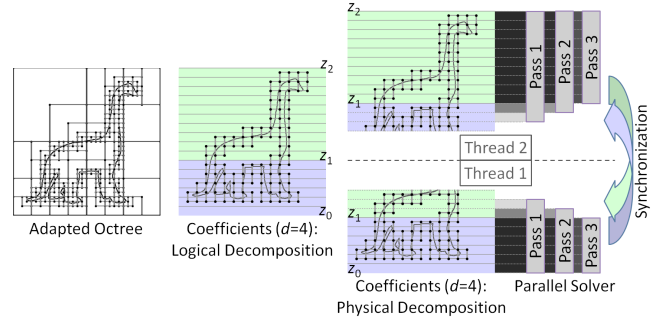 z2
z1
z0
Adapted Octree
Coefficients (d=4):
Logical Decomposition
z2
z1
Pass 1
Pass 2
Pass 3
Thread 2
Thread 1
z1
z0
Pass 1
Pass 2
Pass 3
Synchronization
Coefficients (d=4):
Physical Decomposition
Parallel Solver